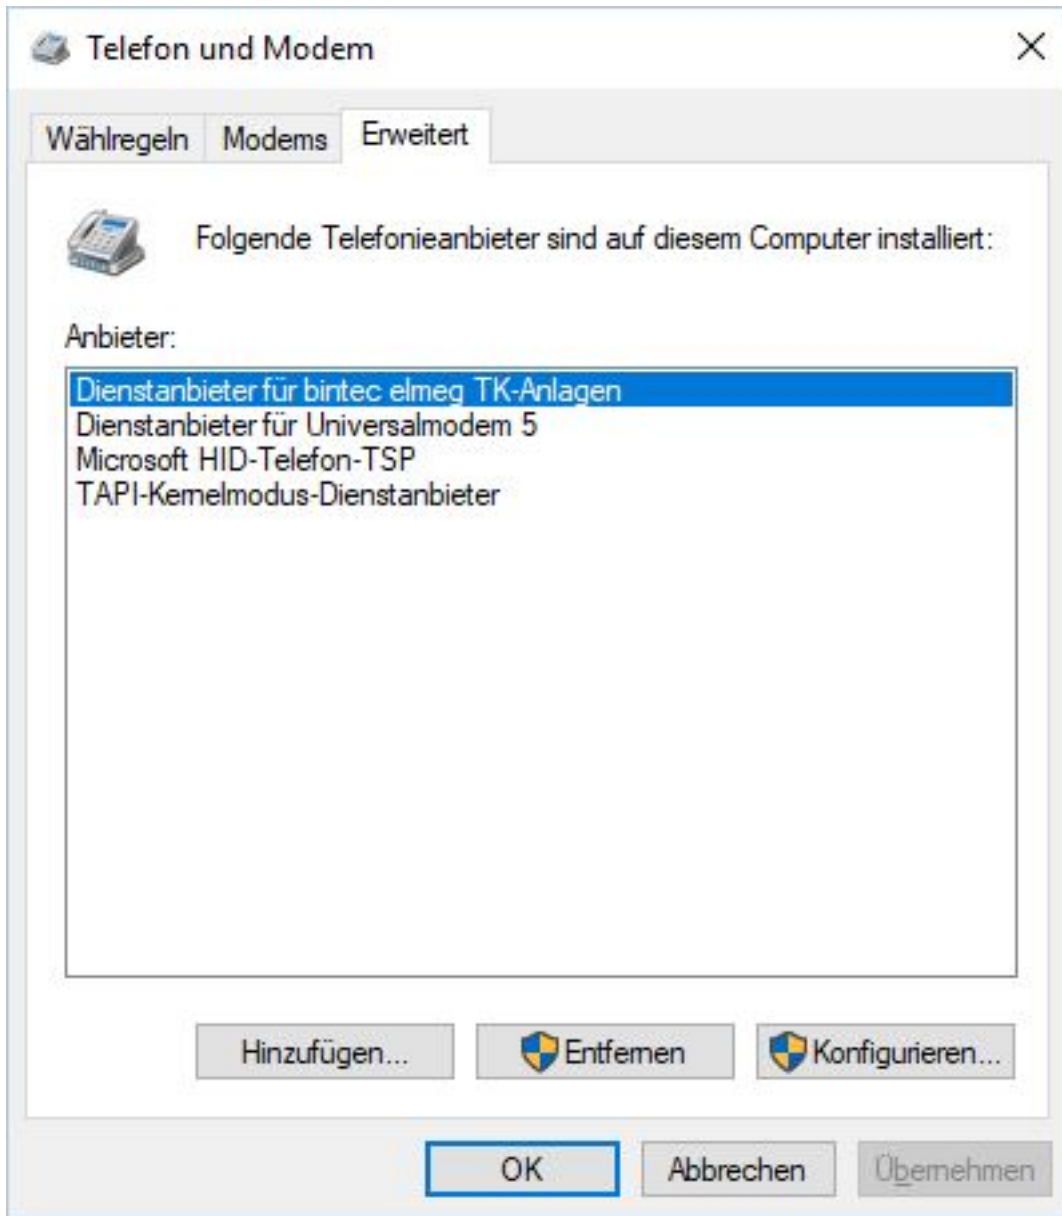 Telefon und Modem
Wählregeln Modems Erweitert
Folgende Telefonieanbieter sind auf diesem Computer installiert:
Anbieter:
Dienstanbieter für bintec elmeg TK-Anlagen
Dienstanbieter für Universalmodem 5
Microsoft HID-Telefon-TSP
TAPI-Kernelmodus-Dienstanbieter
Hinzufügen... Entfernen Konfigurieren...
OK Abbrechen Übernehmen